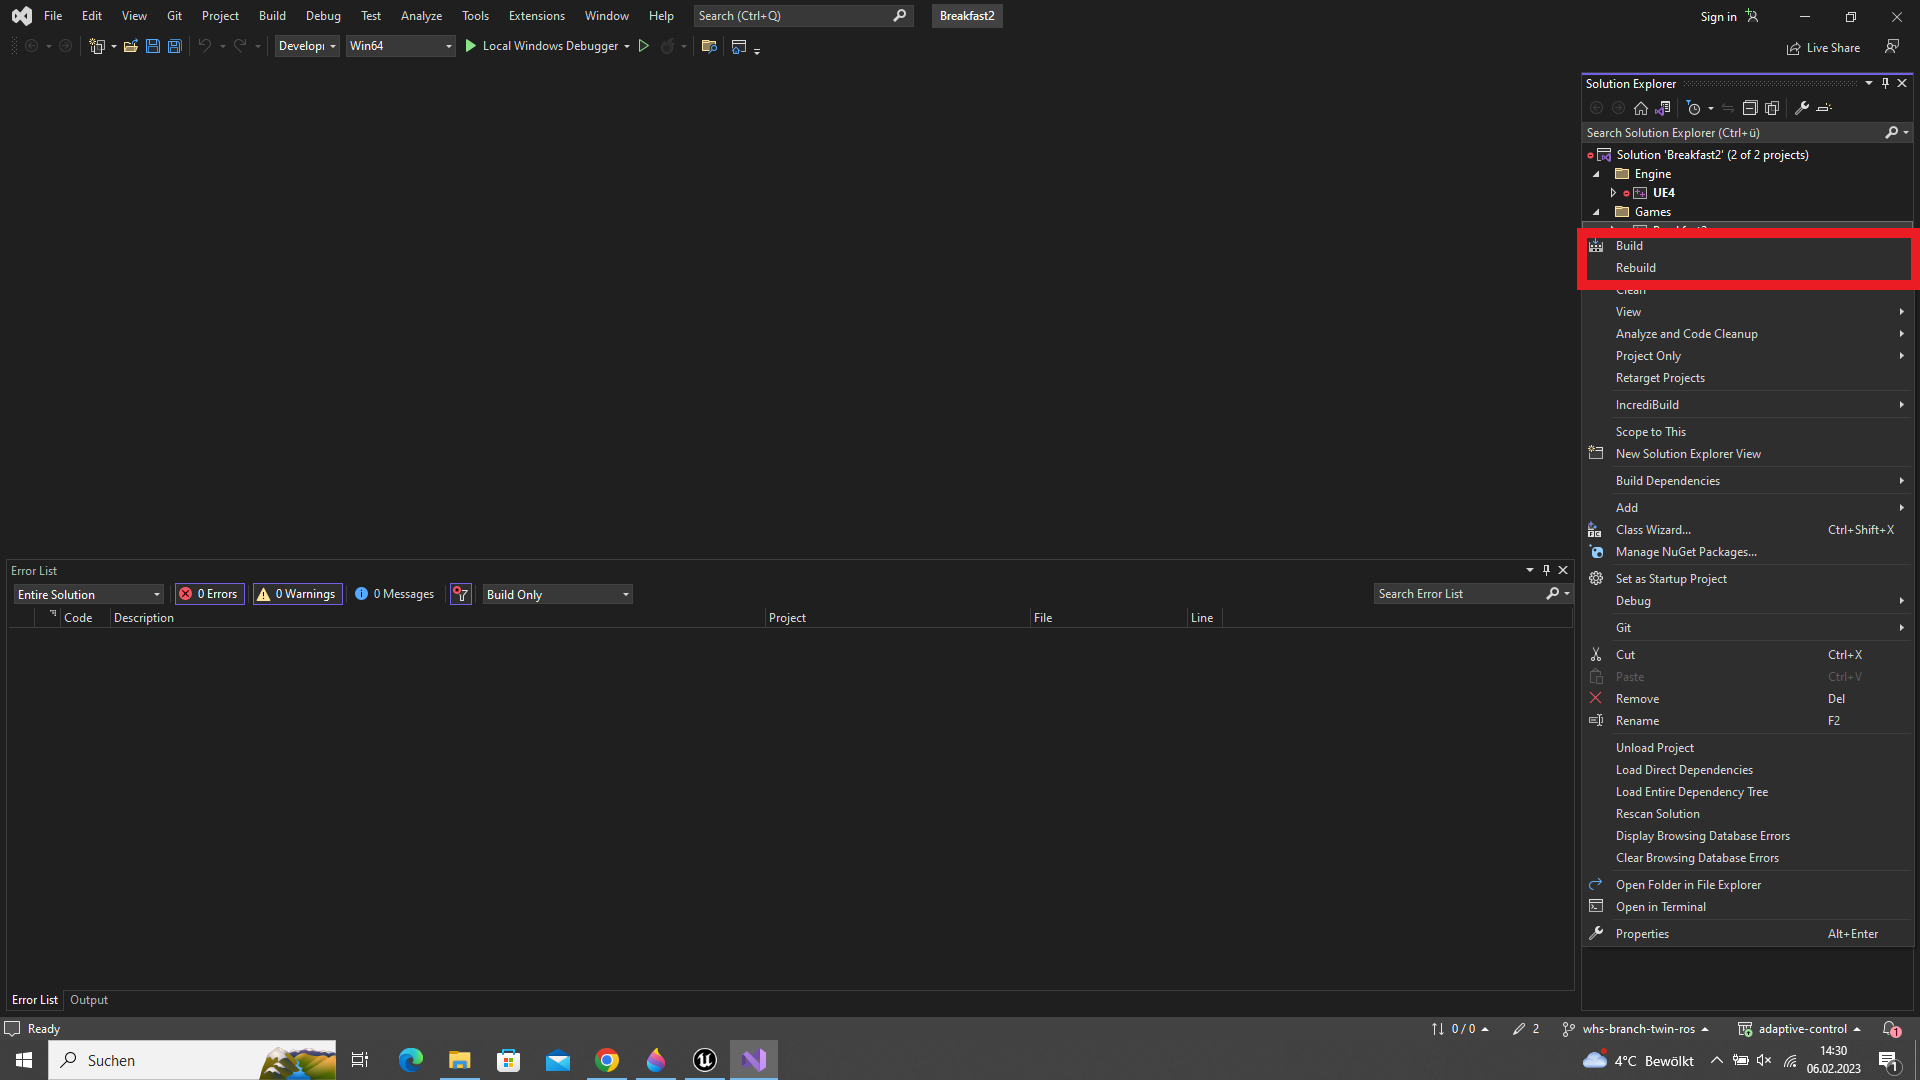 File Edit View Git Project Build Debug Test Analyze Tools Extensions Window Help Search (Ctrl+Q) Breakfast2 Sign in
Develop Win64 Local Windows Debugger Live Share
Solution Explorer
Search Solution Explorer (Ctrl+ü)
Solution 'Breakfast2' (2 of 2 projects)
Engine
UE4
Games
Build
Rebuild
Clean
View
Analyze and Code Cleanup
Project Only
Retarget Projects
IncrediBuild
Scope to This
New Solution Explorer View
Build Dependencies
Add
Class Wizard... Ctrl+Shift+X
Manage NuGet Packages...
Set as Startup Project
Debug
Git
Cut Ctrl+X
Paste Ctrl+V
Remove Del
Rename F2
Unload Project
Load Direct Dependencies
Load Entire Dependency Tree
Rescan Solution
Display Browsing Database Errors
Clear Browsing Database Errors
Open Folder in File Explorer
Open in Terminal
Properties Alt+Enter
Error List
Entire Solution 0 Errors 0 Warnings 0 Messages Build Only Search Error List
Code Description Project File Line
Error List Output
Ready 0 / 0 2 whs-branch-twin-ros adaptive-control 1
Suchen 4°C Bewölkt 14:30
06.02.2023 1